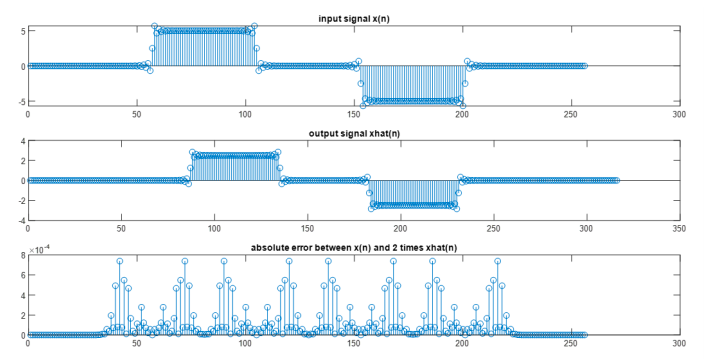 input signal x(n)
5
0
-5
0 50 100 150 200 250 300
output signal xhat(n)
4
2
0
-2
-4
0 50 100 150 200 250 300 350
×10⁻⁴
absolute error between x(n) and 2 times xhat(n)
8
6
4
2
0
0 50 100 150 200 250 300